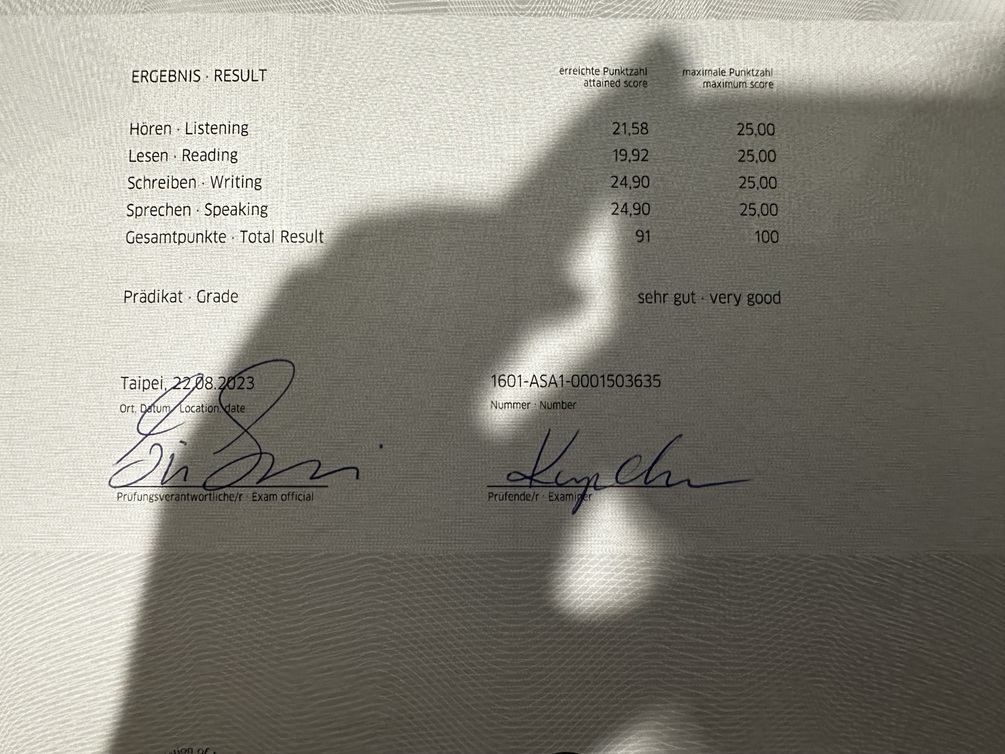 ERGEBNIS · RESULT erreichte Punktzahl maximale Punktzahl
attained score maximum score
Hören · Listening 21,58 25,00
Lesen · Reading 19,92 25,00
Schreiben · Writing 24,90 25,00
Sprechen · Speaking 24,90 25,00
Gesamtpunkte · Total Result 91 100
Prädikat · Grade sehr gut · very good
Taipei, 22.08.2023 1601-ASA1-0001503635
Ort, Datum · Location, date Nummer · Number
Prüfungsverantwortliche/r · Exam official Prüfende/r · Examiner